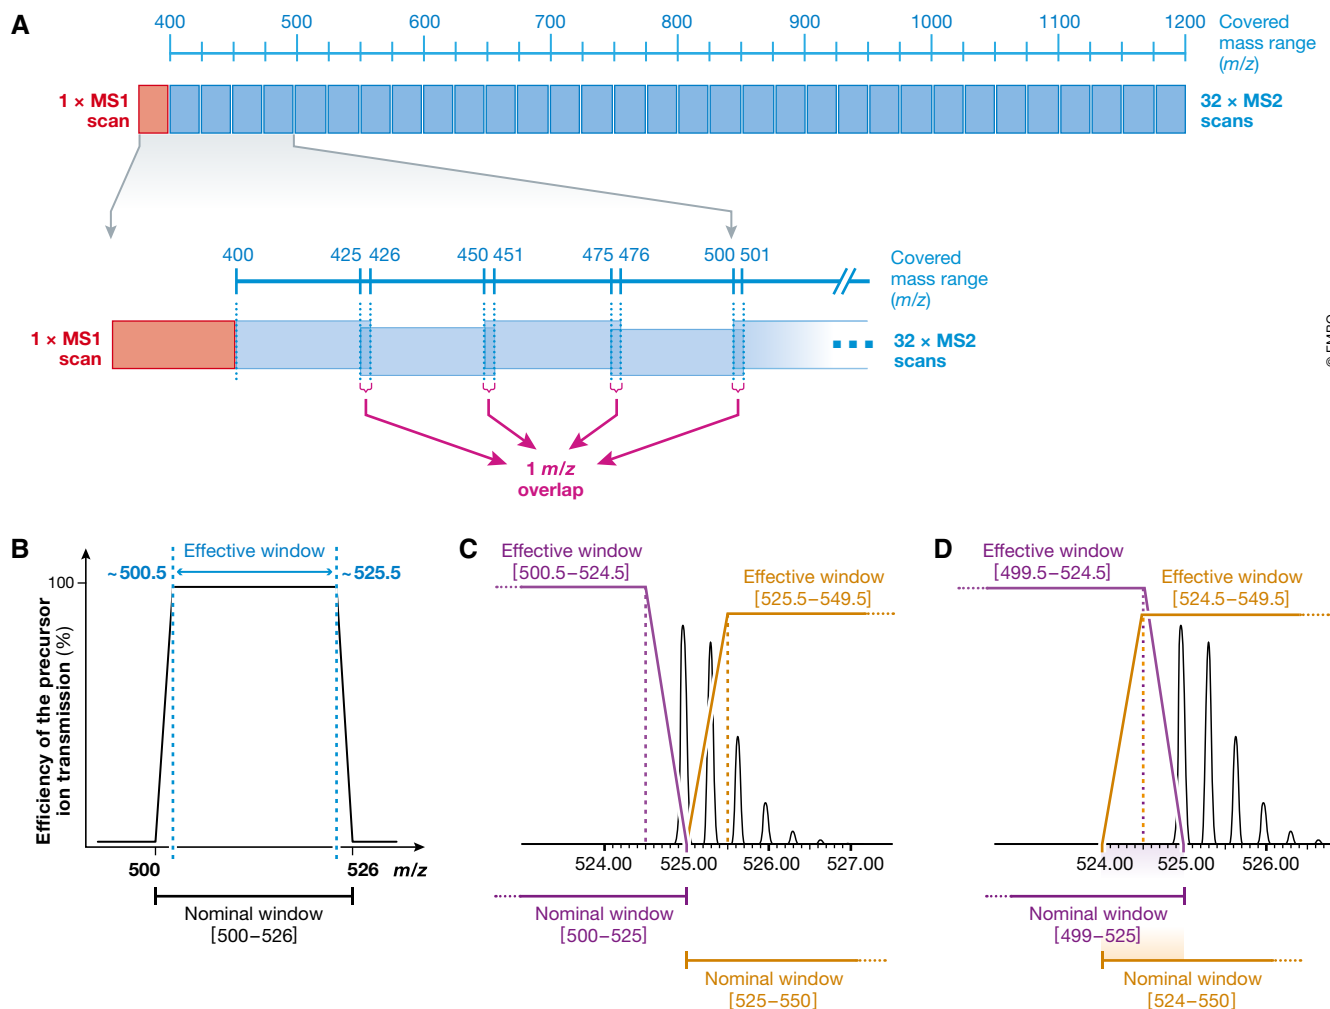 A
400 500 600 700 800 900 1000 1100 1200
Covered
mass range
(m/z)
1 × MS1
scan
32 × MS2
scans
400 425 426 450 451 475 476 500 501
Covered
mass range
(m/z)
1 × MS1
scan
32 × MS2
scans
1 m/z
overlap
© EMBO
B
Effective window
~500.5
~525.5
100
Efficiency of the precursor
ion transmission (%)
500
526
m/z
Nominal window
[500–526]
C
Effective window
[500.5–524.5]
Effective window
[525.5–549.5]
524.00 525.00 526.00 527.00
Nominal window
[500–525]
Nominal window
[525–550]
D
Effective window
[499.5–524.5]
Effective window
[524.5–549.5]
524.00 525.00 526.00
Nominal window
[499–525]
Nominal window
[524–550]